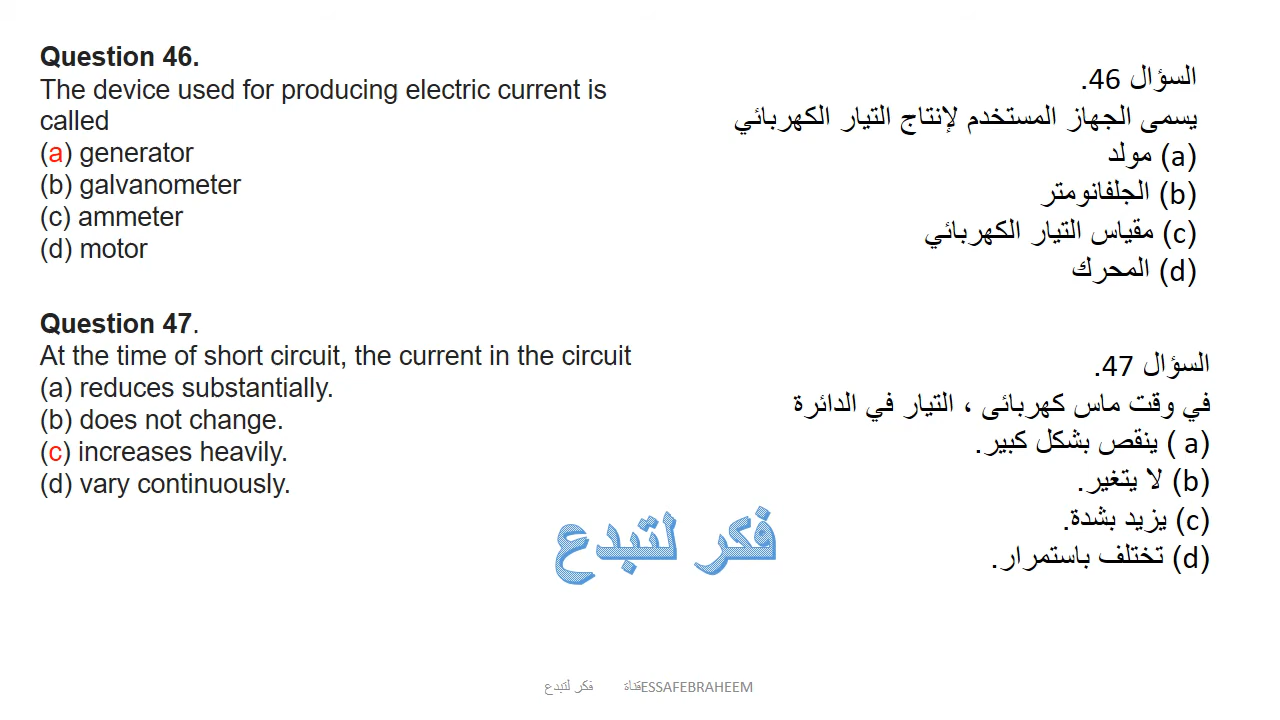 Question 46.
The device used for producing electric current is
called
(a) generator
(b) galvanometer
(c) ammeter
(d) motor
Question 47.
At the time of short circuit, the current in the circuit
(a) reduces substantially.
(b) does not change.
(c) increases heavily.
(d) vary continuously.
السؤال 46.
يسمى الجهاز المستخدم لإنتاج التيار الكهربائي
(a) مولد
(b) الجلفانومتر
(c) مقياس التيار الكهربائي
(d) المحرك
السؤال 47.
في وقت ماس كهربائى ، التيار في الدائرة
(a ) ينقص بشكل كبير.
(b) لا يتغير.
(c) يزيد بشدة.
(d) تختلف باستمرار.
فكر لتبدع
ESSAFEBRAHEEMقناة فكر لتبدع